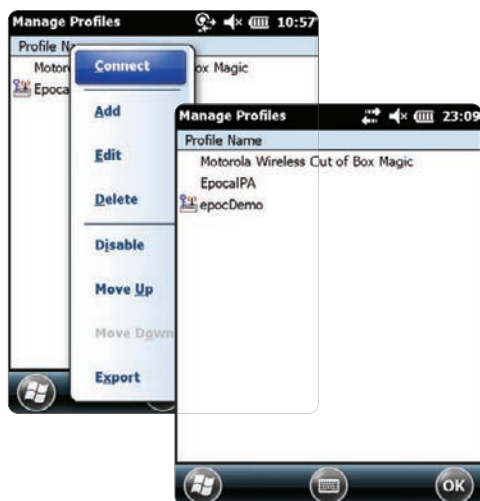 Manage Profiles 10:57
Profile N
Motor ox Magic
Epoca
Connect
Add
Edit
Delete
Disable
Move Up
Move Down
Export
Manage Profiles 23:09
Profile Name
Motorola Wireless Out of Box Magic
EpocalPA
epocDemo
OK